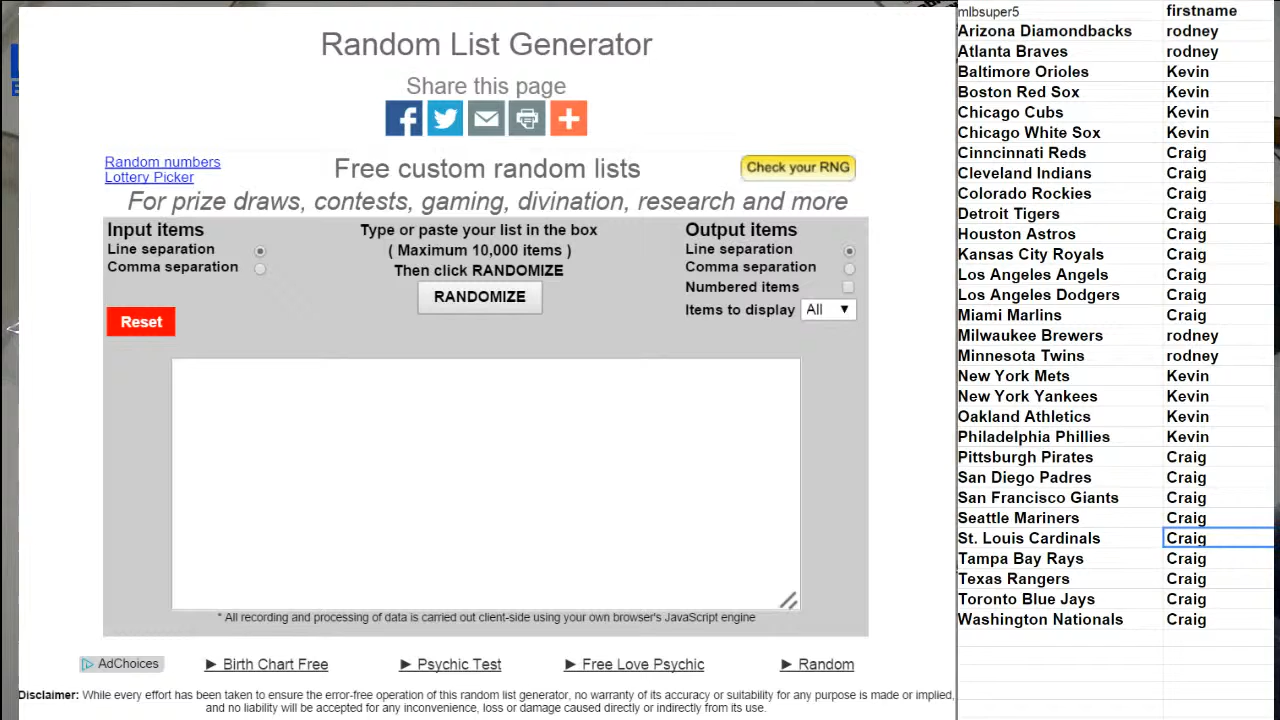 Random List Generator
Share this page
Random numbers
Lottery Picker
Free custom random lists
Check your RNG
For prize draws, contests, gaming, divination, research and more
Input items
Line separation
Comma separation
Reset
Type or paste your list in the box
( Maximum 10,000 items )
Then click RANDOMIZE
RANDOMIZE
Output items
Line separation
Comma separation
Numbered items
Items to display All
* All recording and processing of data is carried out client-side using your own browser's JavaScript engine
AdChoices
Birth Chart Free
Psychic Test
Free Love Psychic
Random
Disclaimer: While every effort has been taken to ensure the error-free operation of this random list generator, no warranty of its accuracy or suitability for any purpose is made or implied,
and no liability will be accepted for any inconvenience, loss or damage caused directly or indirectly from its use.
mlbsuper5 firstname
Arizona Diamondbacks rodney
Atlanta Braves rodney
Baltimore Orioles Kevin
Boston Red Sox Kevin
Chicago Cubs Kevin
Chicago White Sox Kevin
Cinncinnati Reds Craig
Cleveland Indians Craig
Colorado Rockies Craig
Detroit Tigers Craig
Houston Astros Craig
Kansas City Royals Craig
Los Angeles Angels Craig
Los Angeles Dodgers Craig
Miami Marlins Craig
Milwaukee Brewers rodney
Minnesota Twins rodney
New York Mets Kevin
New York Yankees Kevin
Oakland Athletics Kevin
Philadelphia Phillies Kevin
Pittsburgh Pirates Craig
San Diego Padres Craig
San Francisco Giants Craig
Seattle Mariners Craig
St. Louis Cardinals Craig
Tampa Bay Rays Craig
Texas Rangers Craig
Toronto Blue Jays Craig
Washington Nationals Craig